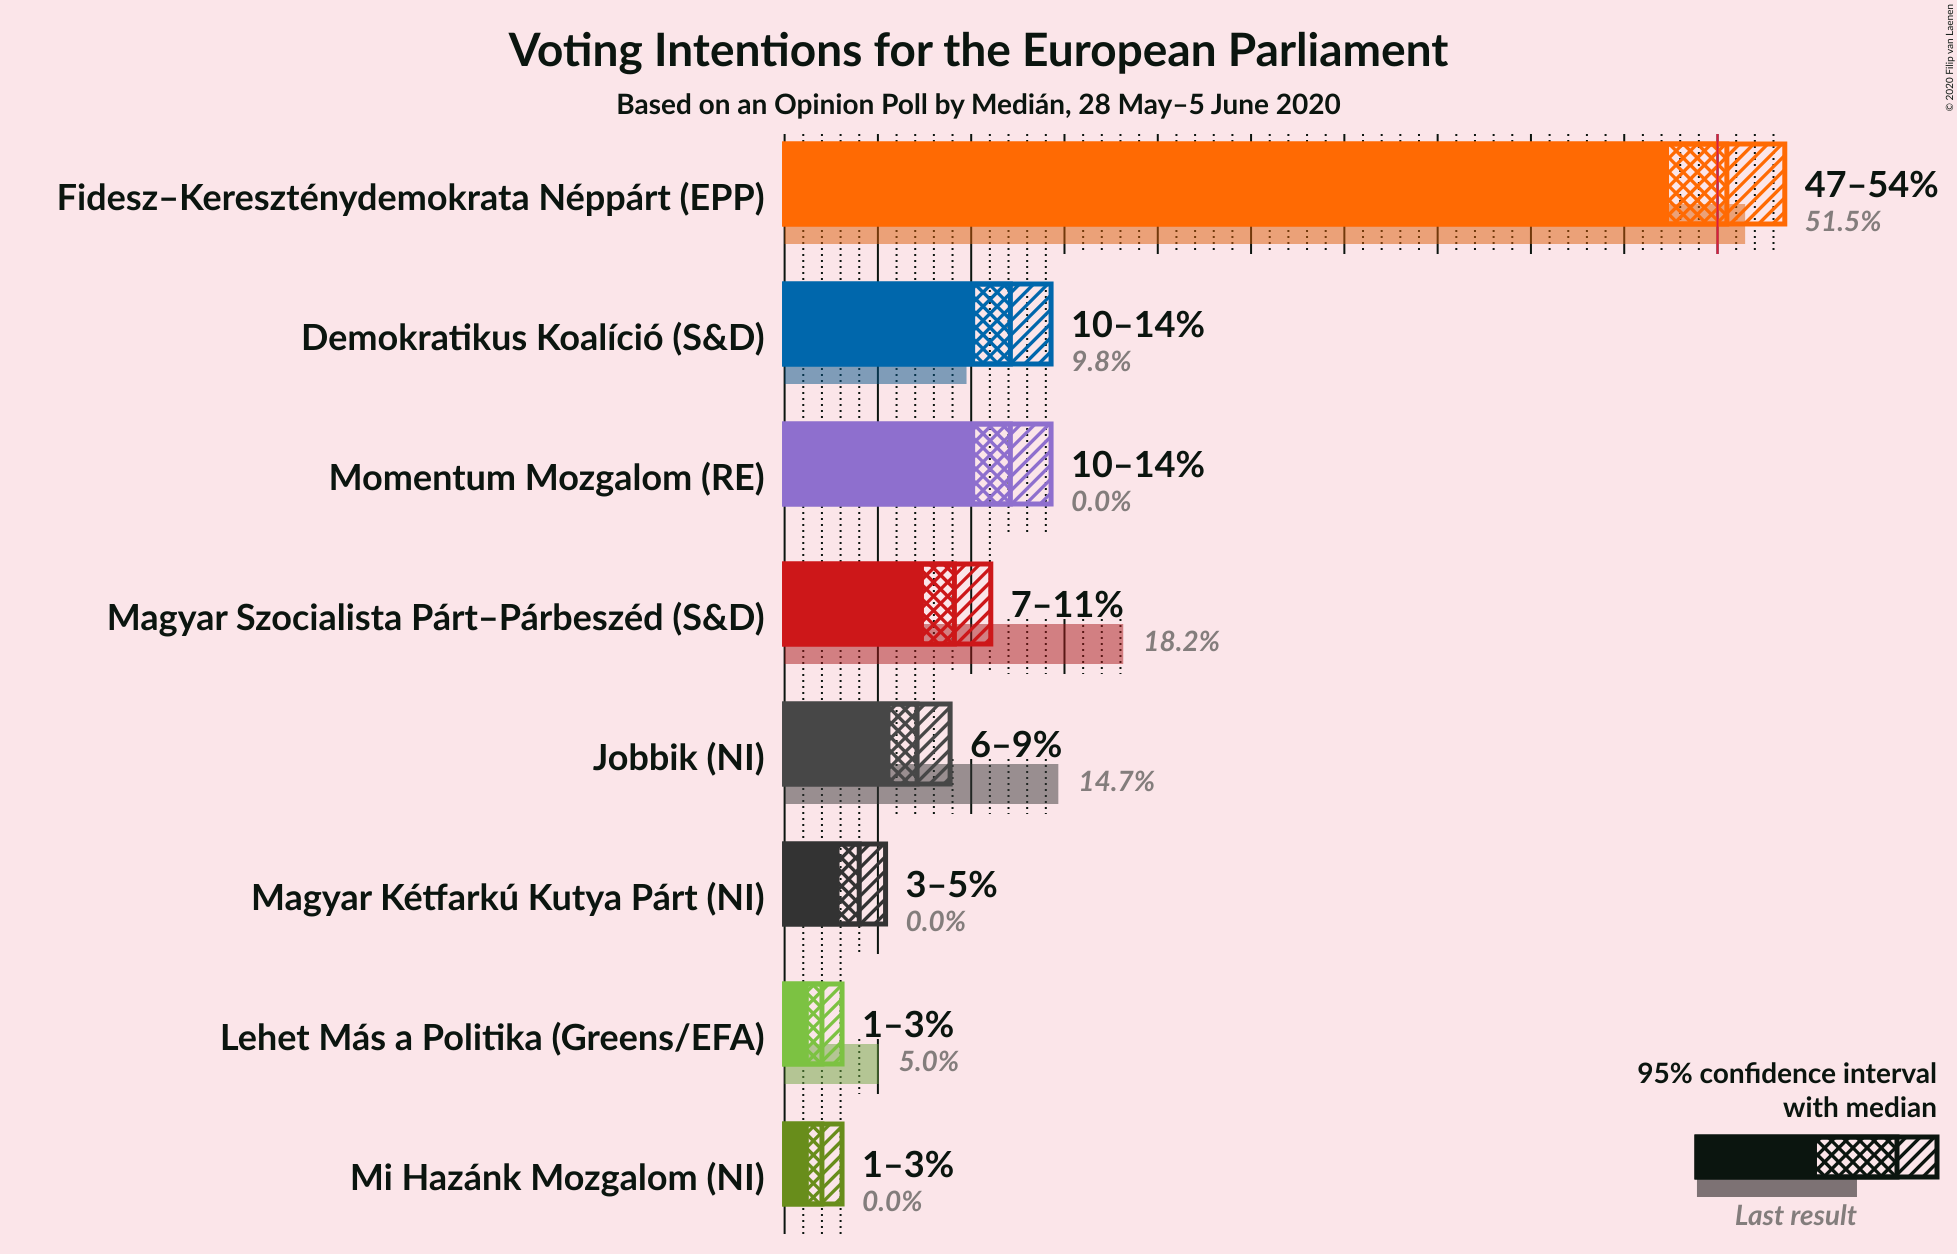 Voting Intentions for the European Parliament
Based on an Opinion Poll by Medián, 28 May–5 June 2020
© 2020 Filip van Laenen
Fidesz–Kereszténydemokrata Néppárt (EPP)
47–54%
51.5%
Demokratikus Koalíció (S&D)
10–14%
9.8%
Momentum Mozgalom (RE)
10–14%
0.0%
Magyar Szocialista Párt–Párbeszéd (S&D)
7–11%
18.2%
Jobbik (NI)
6–9%
14.7%
Magyar Kétfarkú Kutya Párt (NI)
3–5%
0.0%
Lehet Más a Politika (Greens/EFA)
1–3%
5.0%
Mi Hazánk Mozgalom (NI)
1–3%
0.0%
95% confidence interval
with median
Last result